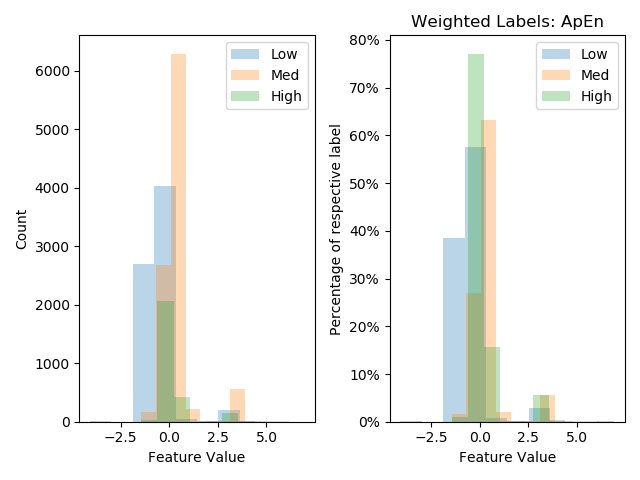 Weighted Labels: ApEn
Count
6000
5000
4000
3000
2000
1000
0
Low
Med
High
−2.5
0.0
2.5
5.0
Feature Value
Percentage of respective label
80%
70%
60%
50%
40%
30%
20%
10%
0%
Low
Med
High
−2.5
0.0
2.5
5.0
Feature Value